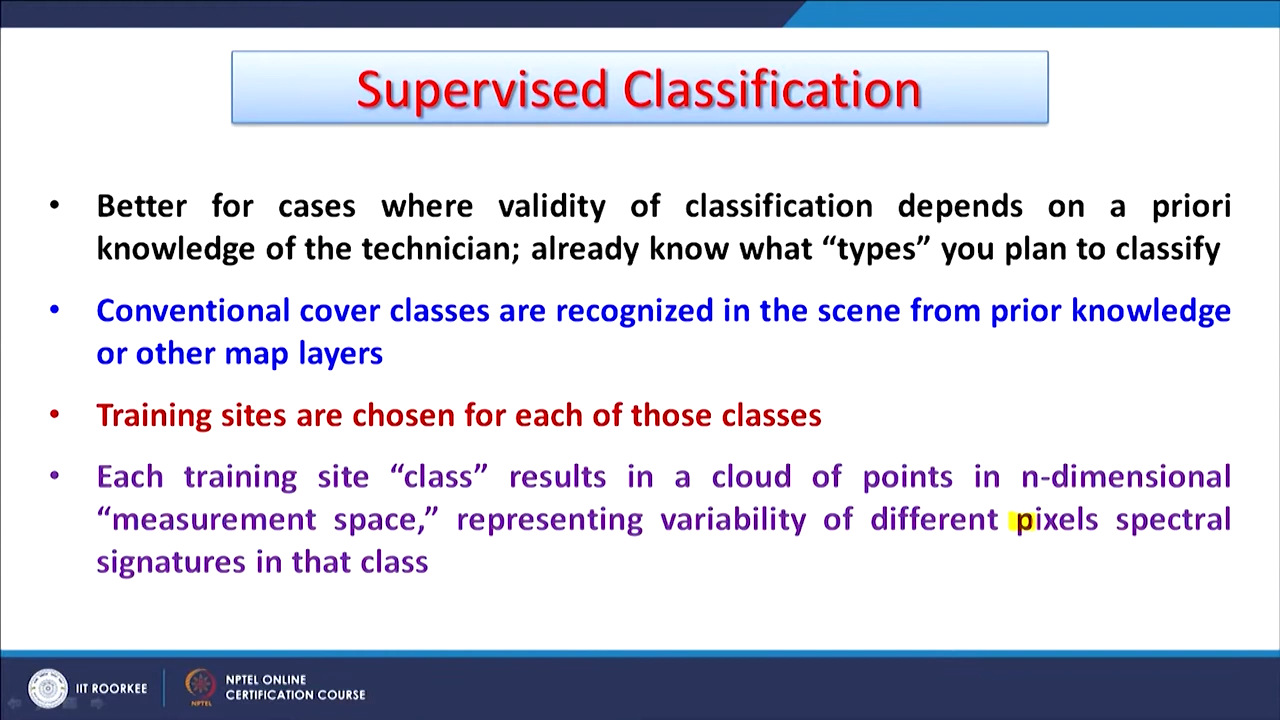 Supervised Classification
• Better for cases where validity of classification depends on a priori
knowledge of the technician; already know what “types” you plan to classify
• Conventional cover classes are recognized in the scene from prior knowledge
or other map layers
• Training sites are chosen for each of those classes
• Each training site “class” results in a cloud of points in n-dimensional
“measurement space,” representing variability of different pixels spectral
signatures in that class
IIT ROORKEE
NPTEL
NPTEL ONLINE
CERTIFICATION COURSE